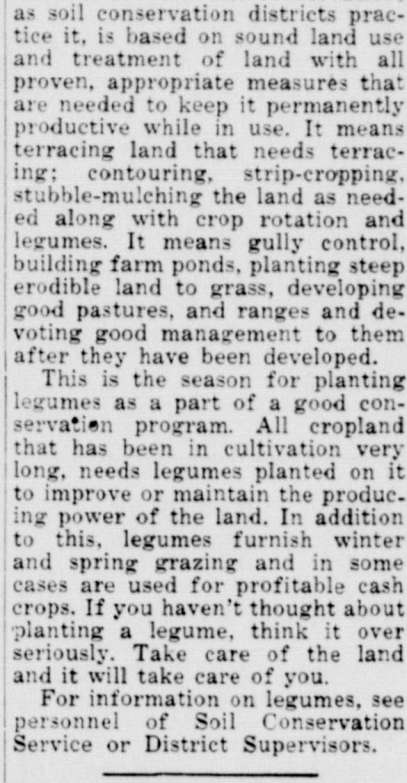 as soil conservation districts prac-
tice it, is based on sound land use
and treatment of land with all
proven, appropriate measures that
are needed to keep it permanently
productive while in use. It means
terracing land that needs terrac-
ing; contouring, strip-cropping,
stubble-mulching the land as need-
ed along with crop rotation and
legumes. It means gully control,
building farm ponds, planting steep
erodible land to grass, developing
good pastures, and ranges and de-
voting good management to them
after they have been developed.
This is the season for planting
legumes as a part of a good con-
servation program. All cropland
that has been in cultivation very
long, needs legumes planted on it
to improve or maintain the produc-
ing power of the land. In addition
to this, legumes furnish winter
and spring grazing and in some
cases are used for profitable cash
crops. If you haven't thought about
planting a legume, think it over
seriously. Take care of the land
and it will take care of you.
For information on legumes, see
personnel of Soil Conservation
Service or District Supervisors.